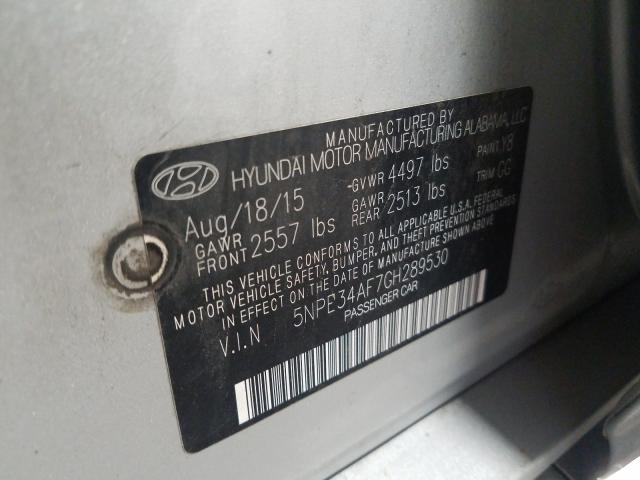 MANUFACTURED BY
HYUNDAI MOTOR MANUFACTURING ALABAMA, LLC
Aug/18/15 GVWR 4497 lbs PAINT Y8
GAWR FRONT 2557 lbs GAWR REAR 2513 lbs TRIM GG
THIS VEHICLE CONFORMS TO ALL APPLICABLE U.S.A. FEDERAL
MOTOR VEHICLE SAFETY, BUMPER, AND THEFT PREVENTION STANDARDS
IN EFFECT ON THE DATE OF MANUFACTURE SHOWN ABOVE
V.I.N 5NPE34AF7GH289530
PASSENGER CAR